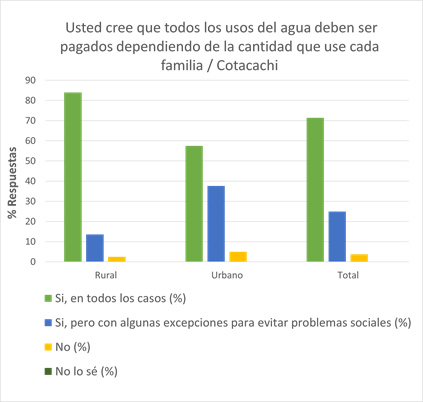 Usted cree que todos los usos del agua deben ser
pagados dependiendo de la cantidad que use cada
familia / Cotacachi
90
80
70
60
50
40
30
20
10
0
% Respuestas
Rural
Urbano
Total
Si, en todos los casos (%)
Si, pero con algunas excepciones para evitar problemas sociales (%)
No (%)
No lo sé (%)